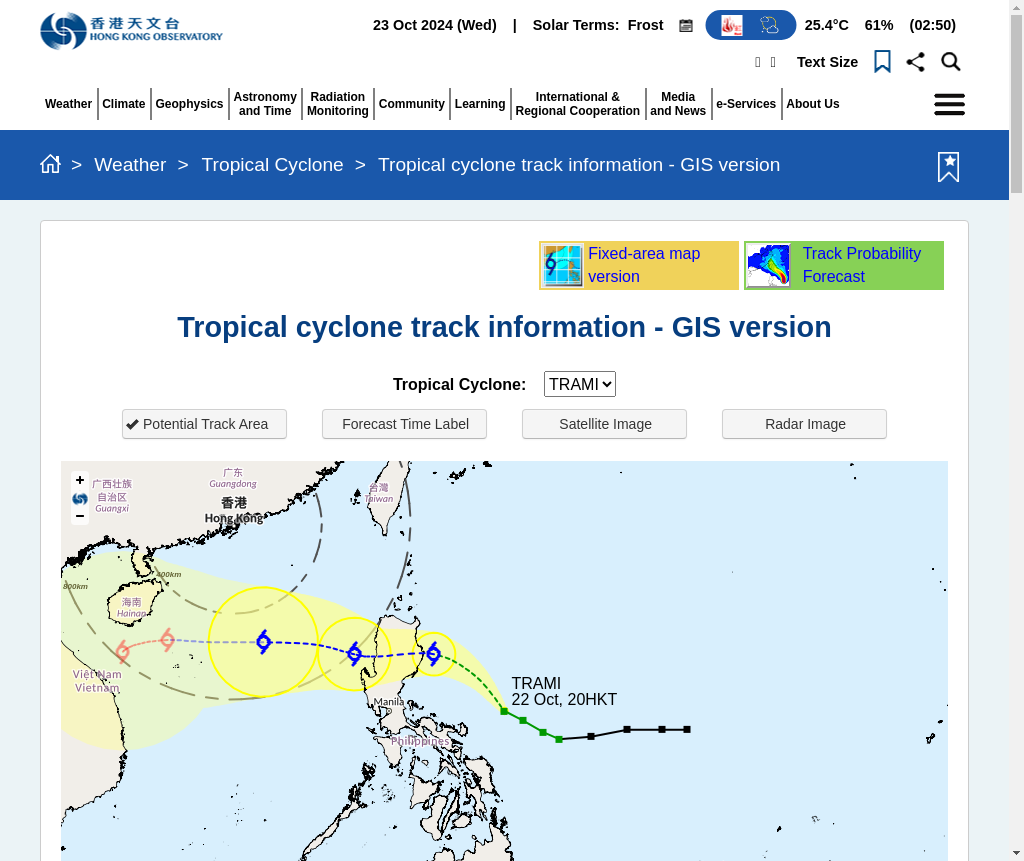 香港天文台
HONG KONG OBSERVATORY
23 Oct 2024 (Wed) | Solar Terms: Frost 25.4°C 61% (02:50)
Text Size
Weather
Climate
Geophysics
Astronomy
and Time
Radiation
Monitoring
Community
Learning
International &
Regional Cooperation
Media
and News
e-Services
About Us
> Weather > Tropical Cyclone > Tropical cyclone track information - GIS version
Fixed-area map
version
Track Probability
Forecast
Tropical cyclone track information - GIS version
Tropical Cyclone: TRAMI
Potential Track Area
Forecast Time Label
Satellite Image
Radar Image
+
−
广西壮族
自治区
Guangxi
广东
Guangdong
香港
Hong Kong
台灣
Taiwan
400km
800km
海南
Hainan
Việt Nam
Vietnam
TRAMI
22 Oct, 20HKT
Manila
Philippines